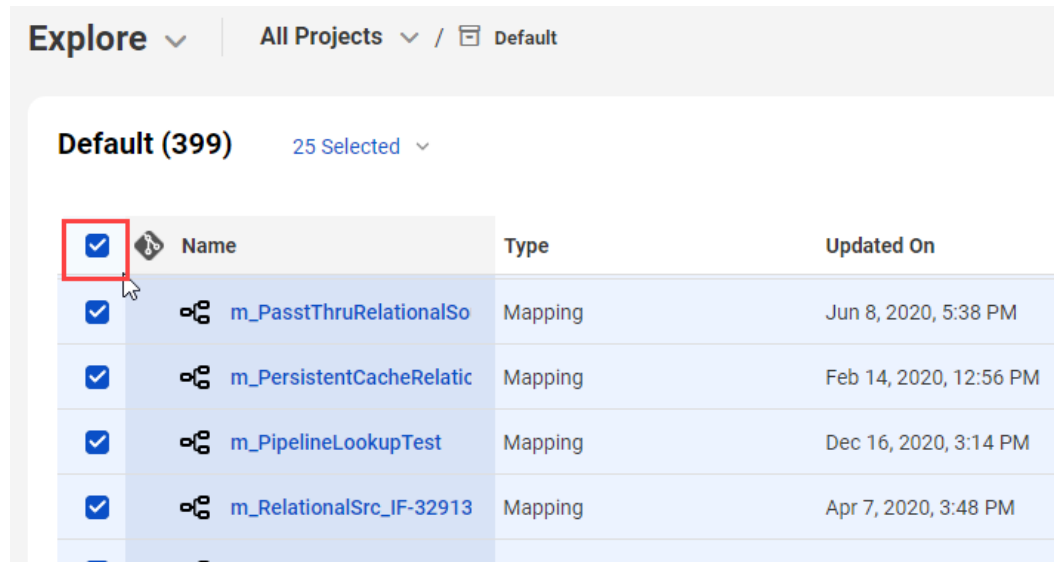 Explore All Projects / Default
Default (399) 25 Selected
Name Type Updated On
m_PasstThruRelationalSo Mapping Jun 8, 2020, 5:38 PM
m_PersistentCacheRelatic Mapping Feb 14, 2020, 12:56 PM
m_PipelineLookupTest Mapping Dec 16, 2020, 3:14 PM
m_RelationalSrc_IF-32913 Mapping Apr 7, 2020, 3:48 PM